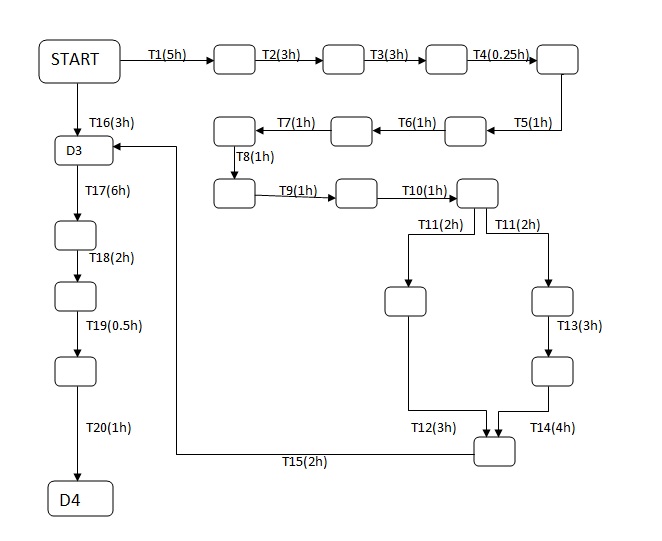 START
T1(5h)
T2(3h)
T3(3h)
T4(0.25h)
T5(1h)
T6(1h)
T7(1h)
T8(1h)
T9(1h)
T10(1h)
T11(2h)
T11(2h)
T13(3h)
T12(3h)
T14(4h)
T15(2h)
T16(3h)
D3
T17(6h)
T18(2h)
T19(0.5h)
T20(1h)
D4